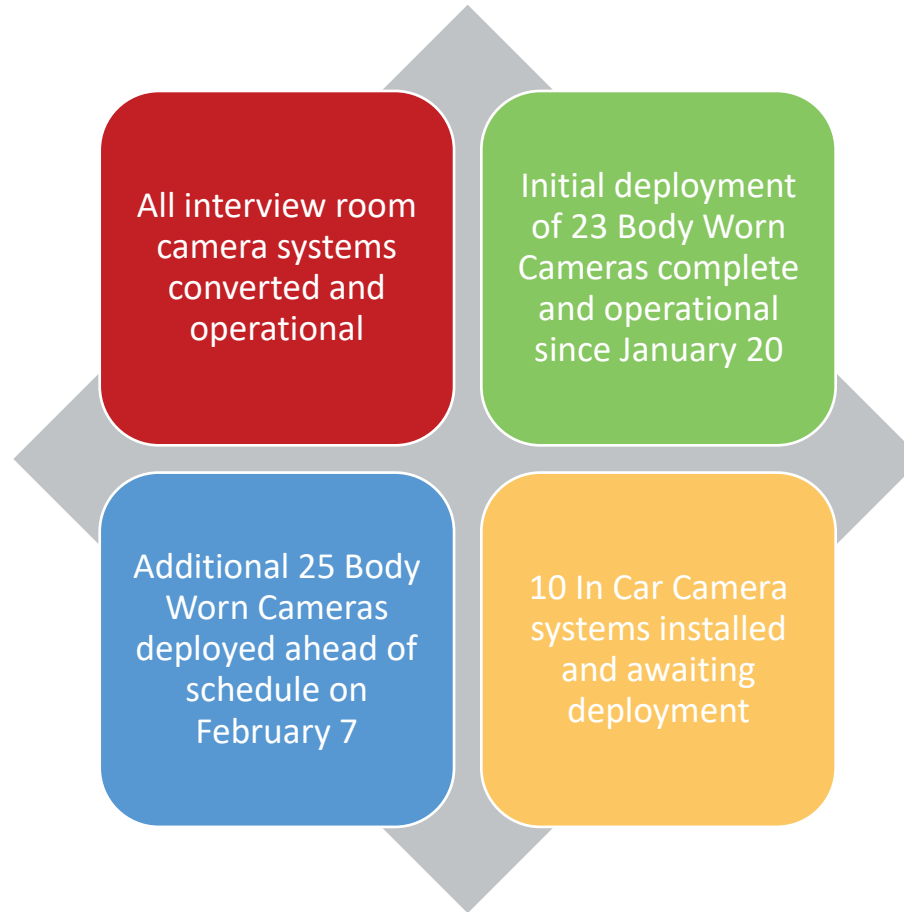 All interview room
camera systems
converted and
operational
Initial deployment
of 23 Body Worn
Cameras complete
and operational
since January 20
Additional 25 Body
Worn Cameras
deployed ahead of
schedule on
February 7
10 In Car Camera
systems installed
and awaiting
deployment